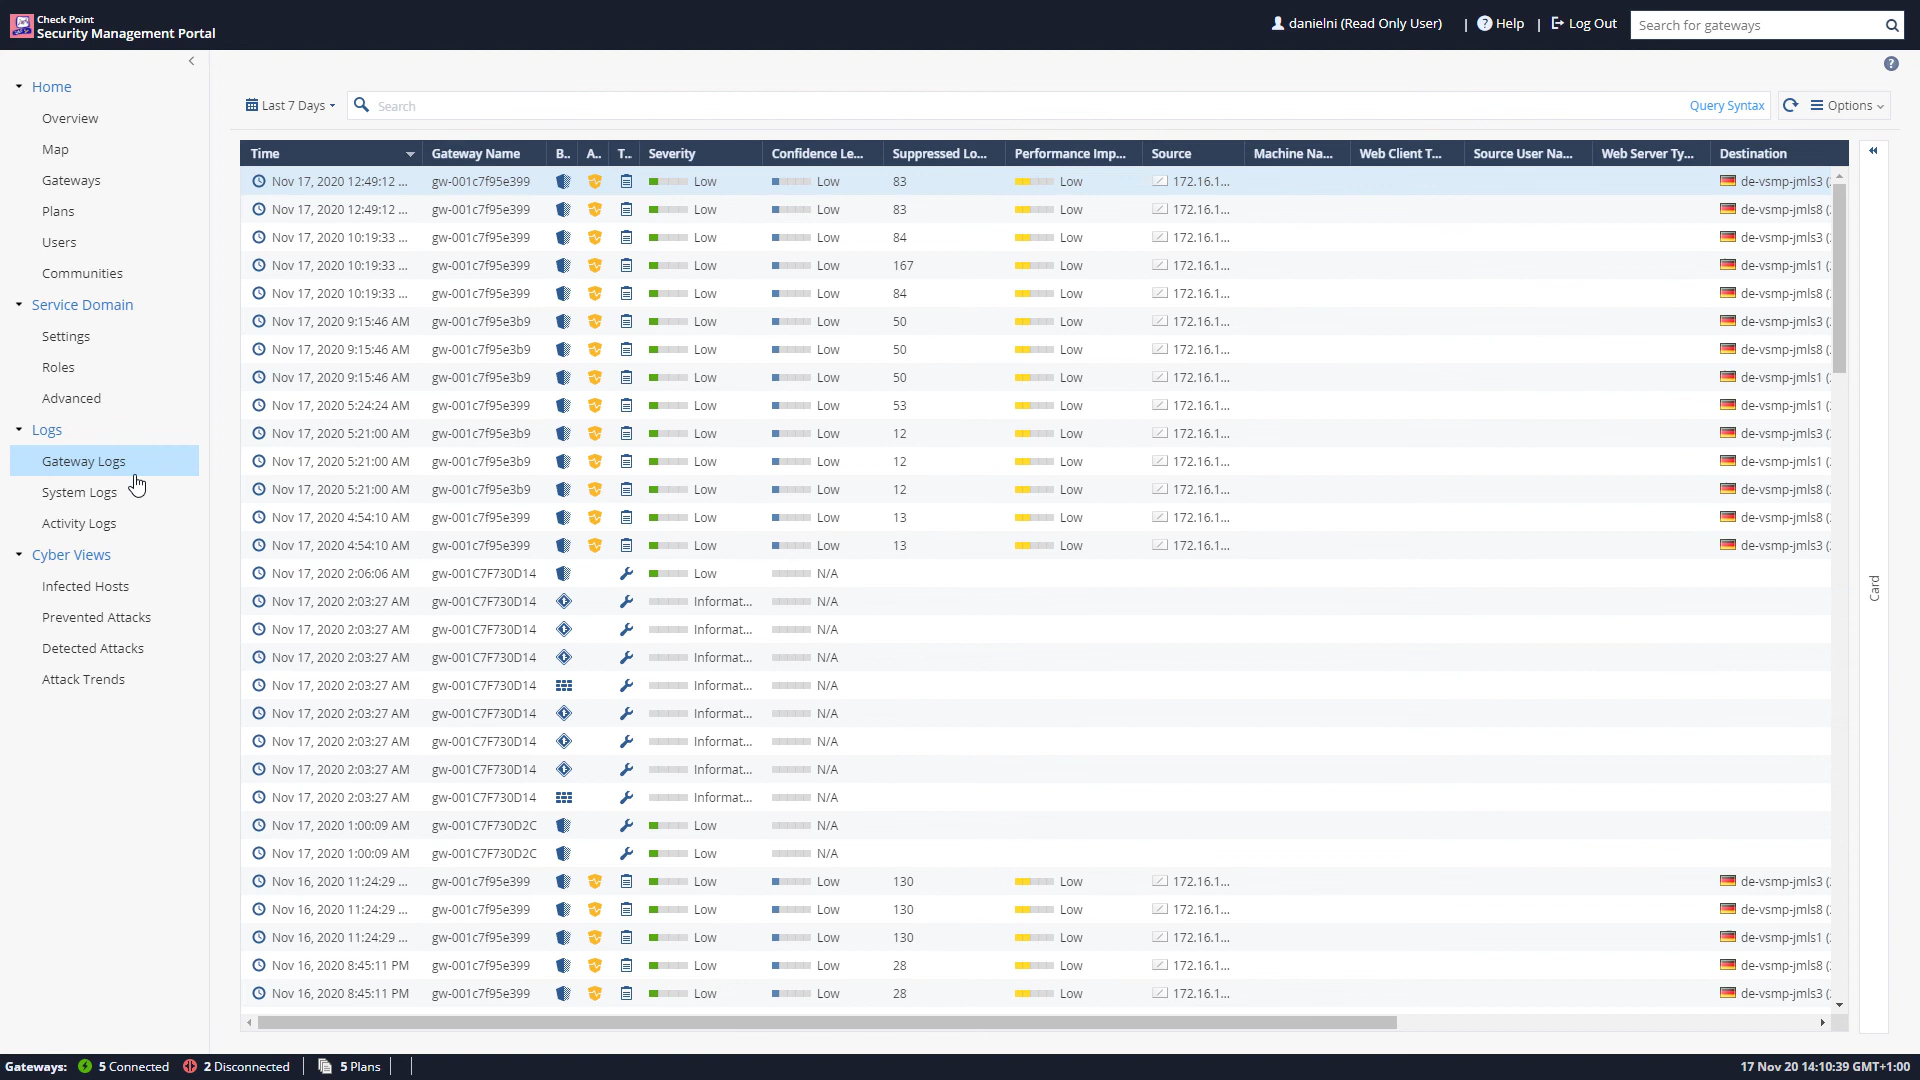 Check Point
Security Management Portal
danielni (Read Only User) | ? Help | Log Out
Search for gateways
Home
Overview
Map
Gateways
Plans
Users
Communities
Service Domain
Settings
Roles
Advanced
Logs
Gateway Logs
System Logs
Activity Logs
Cyber Views
Infected Hosts
Prevented Attacks
Detected Attacks
Attack Trends
?
Last 7 Days
Search
Query Syntax
Options
Time Gateway Name B.. A.. T.. Severity Confidence Le... Suppressed Lo... Performance Imp... Source Machine Na... Web Client T... Source User Na... Web Server Ty... Destination
Nov 17, 2020 12:49:12 ... gw-001c7f95e399 Low Low 83 Low 172.16.1... de-vsmp-jmls3 (
Nov 17, 2020 12:49:12 ... gw-001c7f95e399 Low Low 83 Low 172.16.1... de-vsmp-jmls8 (
Nov 17, 2020 10:19:33 ... gw-001c7f95e399 Low Low 84 Low 172.16.1... de-vsmp-jmls3 (
Nov 17, 2020 10:19:33 ... gw-001c7f95e399 Low Low 167 Low 172.16.1... de-vsmp-jmls1 (
Nov 17, 2020 10:19:33 ... gw-001c7f95e399 Low Low 84 Low 172.16.1... de-vsmp-jmls8 (
Nov 17, 2020 9:15:46 AM gw-001c7f95e3b9 Low Low 50 Low 172.16.1... de-vsmp-jmls3 (
Nov 17, 2020 9:15:46 AM gw-001c7f95e3b9 Low Low 50 Low 172.16.1... de-vsmp-jmls8 (
Nov 17, 2020 9:15:46 AM gw-001c7f95e3b9 Low Low 50 Low 172.16.1... de-vsmp-jmls1 (
Nov 17, 2020 5:24:24 AM gw-001c7f95e399 Low Low 53 Low 172.16.1... de-vsmp-jmls1 (
Nov 17, 2020 5:21:00 AM gw-001c7f95e3b9 Low Low 12 Low 172.16.1... de-vsmp-jmls3 (
Nov 17, 2020 5:21:00 AM gw-001c7f95e3b9 Low Low 12 Low 172.16.1... de-vsmp-jmls1 (
Nov 17, 2020 5:21:00 AM gw-001c7f95e3b9 Low Low 12 Low 172.16.1... de-vsmp-jmls8 (
Nov 17, 2020 4:54:10 AM gw-001c7f95e399 Low Low 13 Low 172.16.1... de-vsmp-jmls8 (
Nov 17, 2020 4:54:10 AM gw-001c7f95e399 Low Low 13 Low 172.16.1... de-vsmp-jmls3 (
Nov 17, 2020 2:06:06 AM gw-001C7F730D14 Low N/A
Nov 17, 2020 2:03:27 AM gw-001C7F730D14 Informat... N/A
Nov 17, 2020 2:03:27 AM gw-001C7F730D14 Informat... N/A
Nov 17, 2020 2:03:27 AM gw-001C7F730D14 Informat... N/A
Nov 17, 2020 2:03:27 AM gw-001C7F730D14 Informat... N/A
Nov 17, 2020 2:03:27 AM gw-001C7F730D14 Informat... N/A
Nov 17, 2020 2:03:27 AM gw-001C7F730D14 Informat... N/A
Nov 17, 2020 2:03:27 AM gw-001C7F730D14 Informat... N/A
Nov 17, 2020 2:03:27 AM gw-001C7F730D14 Informat... N/A
Nov 17, 2020 1:00:09 AM gw-001C7F730D2C Low N/A
Nov 17, 2020 1:00:09 AM gw-001C7F730D2C Low N/A
Nov 16, 2020 11:24:29 ... gw-001c7f95e399 Low Low 130 Low 172.16.1... de-vsmp-jmls3 (
Nov 16, 2020 11:24:29 ... gw-001c7f95e399 Low Low 130 Low 172.16.1... de-vsmp-jmls8 (
Nov 16, 2020 11:24:29 ... gw-001c7f95e399 Low Low 130 Low 172.16.1... de-vsmp-jmls1 (
Nov 16, 2020 8:45:11 PM gw-001c7f95e399 Low Low 28 Low 172.16.1... de-vsmp-jmls8 (
Nov 16, 2020 8:45:11 PM gw-001c7f95e399 Low Low 28 Low 172.16.1... de-vsmp-jmls3 (
Card
Gateways: 5 Connected 2 Disconnected | 5 Plans | |
17 Nov 20 14:10:39 GMT+1:00